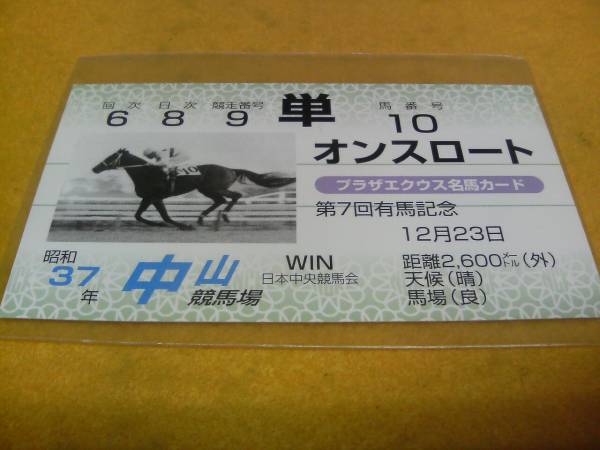 回次 日次 競走番号 単 馬番号
6 8 9 10
オンスロート
プラザエクウス名馬カード
第7回有馬記念
12月23日
昭和
37年
中山
競馬場
WIN
日本中央競馬会
距離2,600㍍(外)
天候(晴)
馬場(良)
10